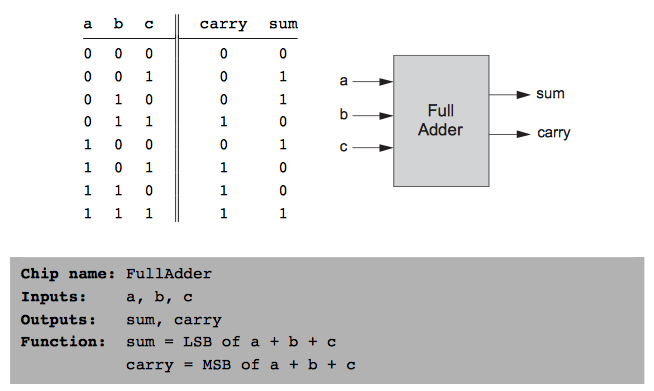 a b c carry sum
0 0 0 0 0
0 0 1 0 1
0 1 0 0 1
0 1 1 1 0
1 0 0 0 1
1 0 1 1 0
1 1 0 1 0
1 1 1 1 1
a
b
c
Full
Adder
sum
carry
Chip name: FullAdder
Inputs: a, b, c
Outputs: sum, carry
Function: sum = LSB of a + b + c
carry = MSB of a + b + c